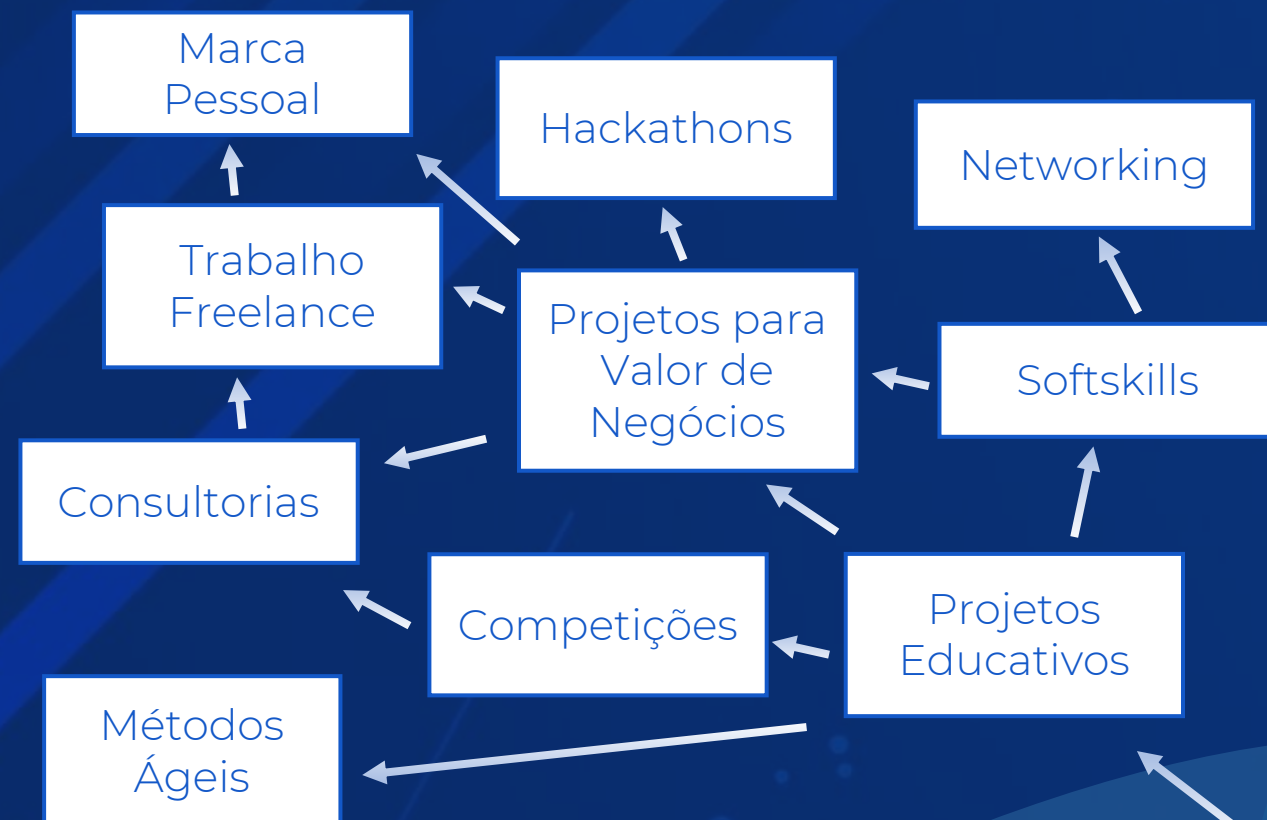 Marca
Pessoal
Hackathons
Networking
Trabalho
Freelance
Projetos para
Valor de
Negócios
Softskills
Consultorias
Competições
Projetos
Educativos
Métodos
Ágeis